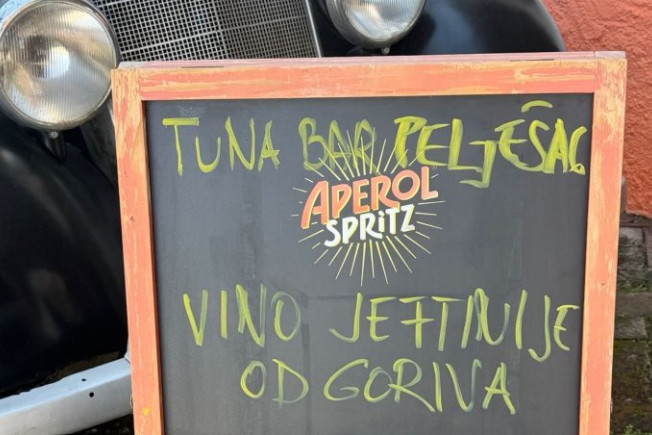 TUNA BAR PELJEŠAC
APEROL
SPRITZ
VINO JEFTINIJE
OD GORIVA